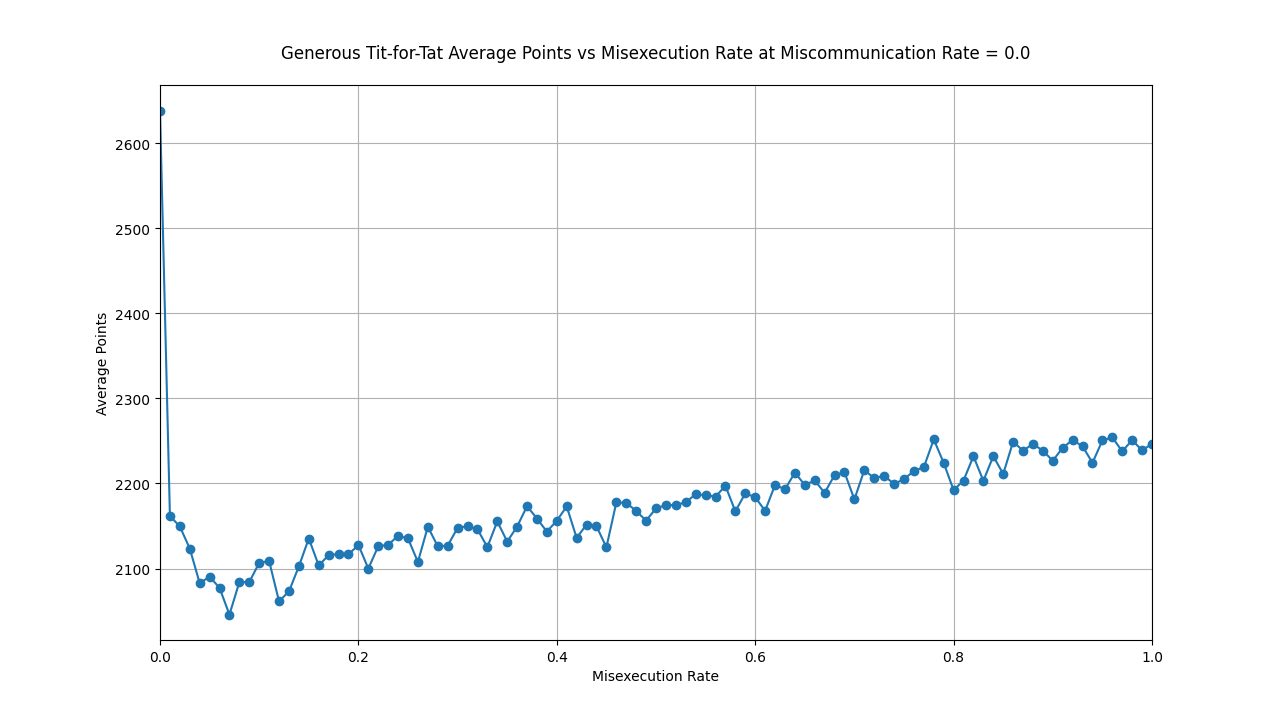 Generous Tit-for-Tat Average Points vs Misexecution Rate at Miscommunication Rate = 0.0
Average Points
2600
2500
2400
2300
2200
2100
0.0 0.2 0.4 0.6 0.8 1.0
Misexecution Rate